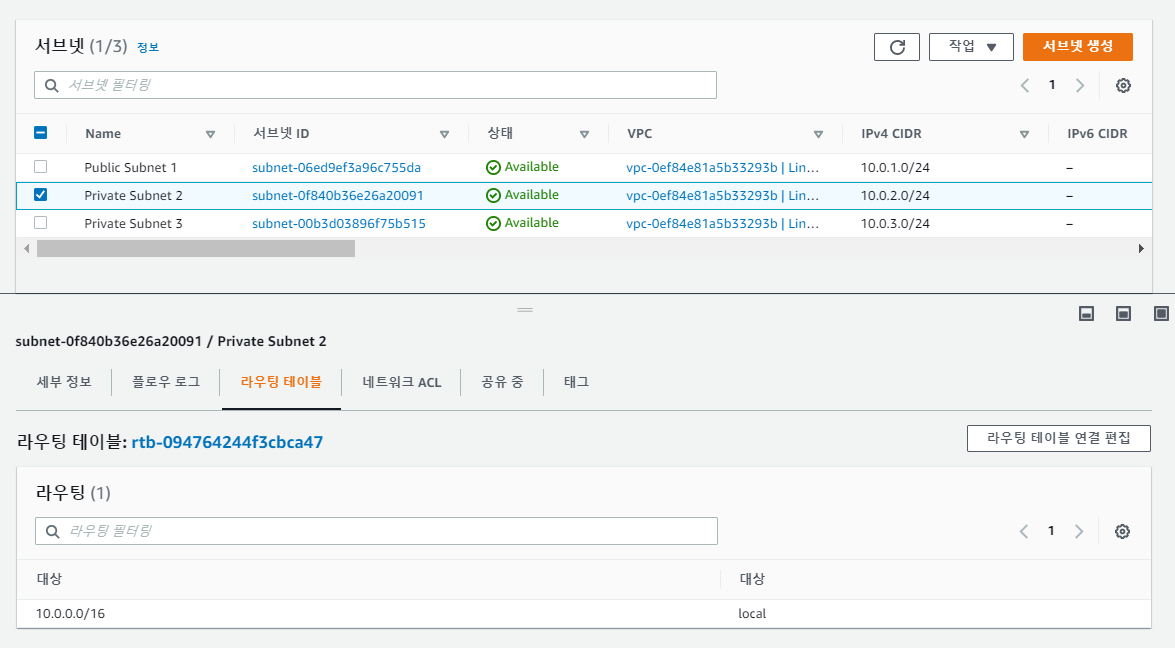 서브넷 (1/3) 정보
작업 ▼
서브넷 생성
서브넷 필터링
1
Name 서브넷 ID 상태 VPC IPv4 CIDR IPv6 CIDR
Public Subnet 1 subnet-06ed9ef3a96c755da Available vpc-0ef84e81a5b33293b | Lin... 10.0.1.0/24 –
Private Subnet 2 subnet-0f840b36e26a20091 Available vpc-0ef84e81a5b33293b | Lin... 10.0.2.0/24 –
Private Subnet 3 subnet-00b3d03896f75b515 Available vpc-0ef84e81a5b33293b | Lin... 10.0.3.0/24 –
subnet-0f840b36e26a20091 / Private Subnet 2
세부 정보 플로우 로그 라우팅 테이블 네트워크 ACL 공유 중 태그
라우팅 테이블: rtb-094764244f3cbca47
라우팅 테이블 연결 편집
라우팅 (1)
라우팅 필터링
1
대상 대상
10.0.0.0/16 local